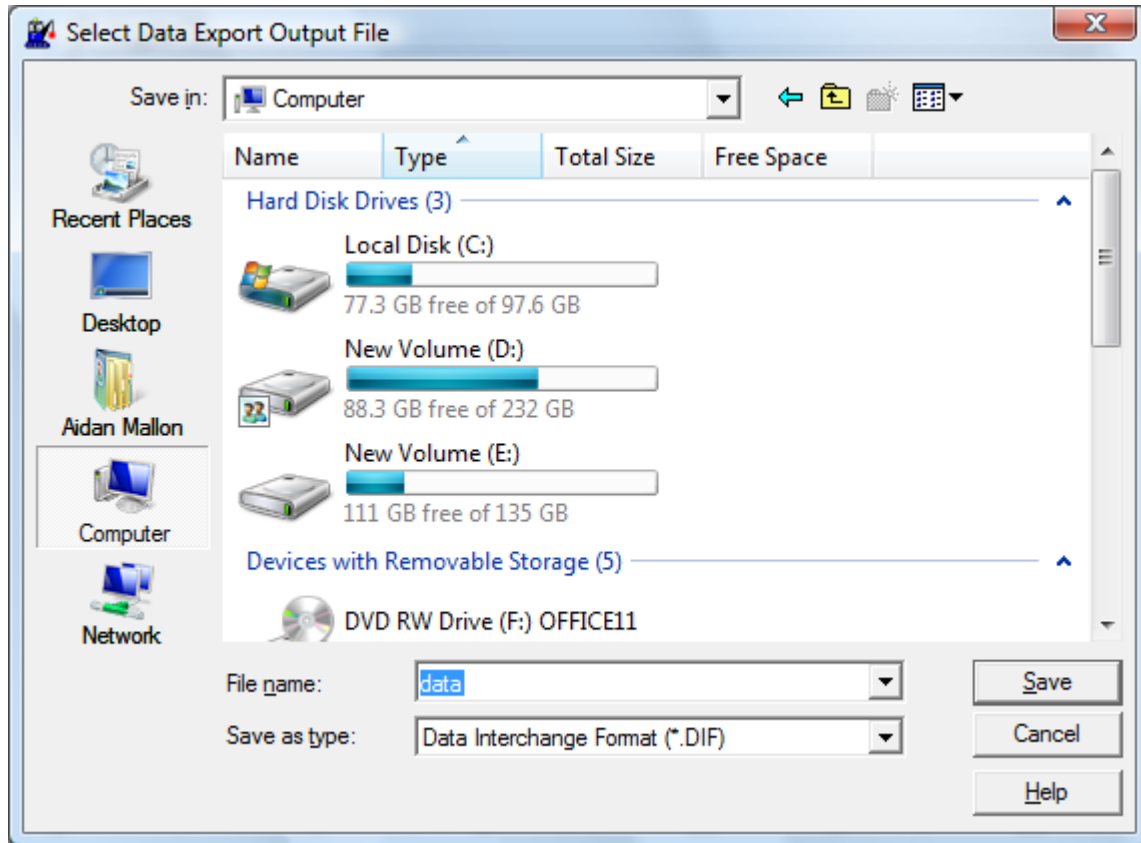 Select Data Export Output File
Save in: Computer
Name Type Total Size Free Space
Hard Disk Drives (3)
Local Disk (C:)
77.3 GB free of 97.6 GB
New Volume (D:)
88.3 GB free of 232 GB
New Volume (E:)
111 GB free of 135 GB
Devices with Removable Storage (5)
DVD RW Drive (F:) OFFICE11
Recent Places
Desktop
Aidan Mallon
Computer
Network
File name: data
Save as type: Data Interchange Format (*.DIF)
Save
Cancel
Help